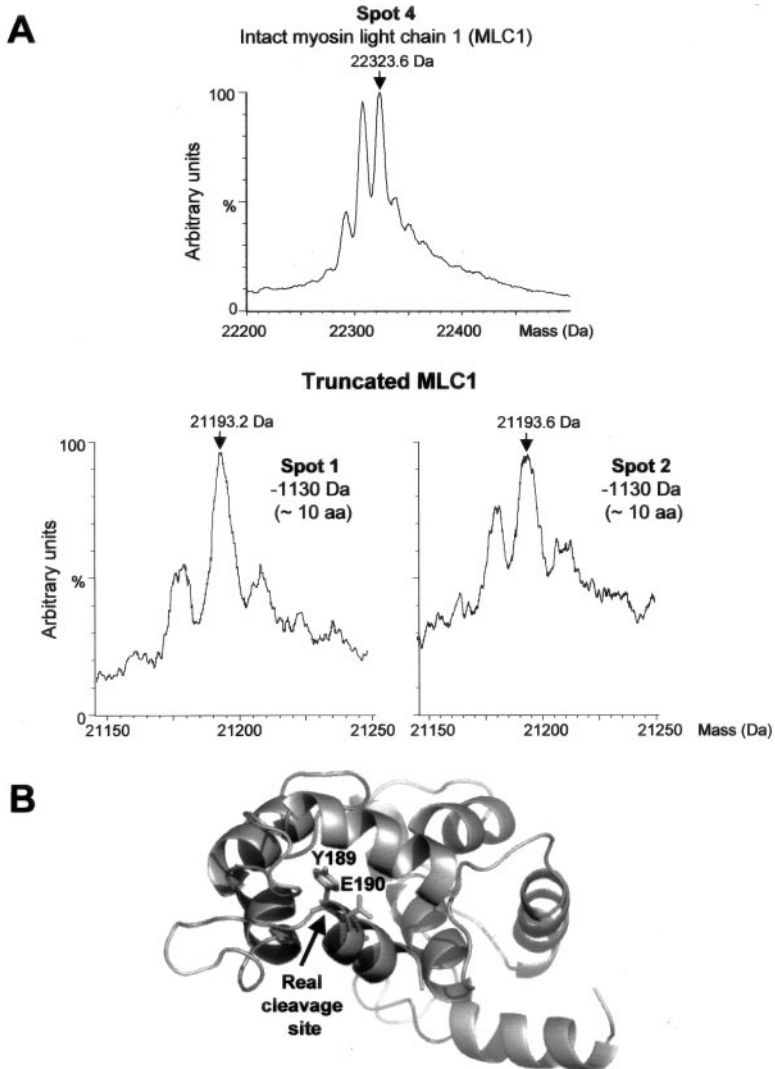 A
Spot 4
Intact myosin light chain 1 (MLC1)
22323.6 Da
100
%
0
Arbitrary units
22200 22300 22400 Mass (Da)
Truncated MLC1
21193.2 Da
100
%
0
Arbitrary units
Spot 1
-1130 Da
(~ 10 aa)
21150 21200 21250
21193.6 Da
Spot 2
-1130 Da
(~ 10 aa)
21150 21200 21250 Mass (Da)
B
Y189
E190
Real
cleavage
site